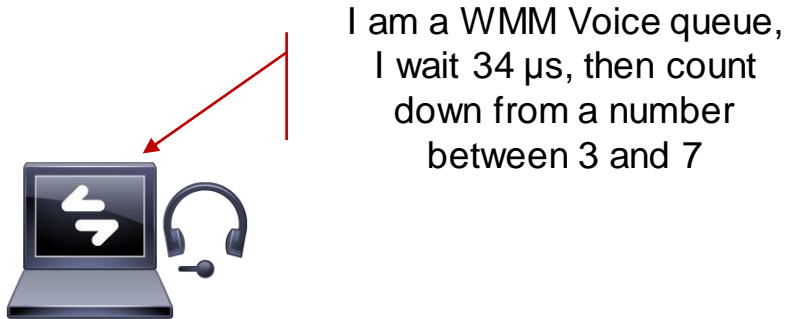 I am a WMM Voice queue,
I wait 34 µs, then count
down from a number
between 3 and 7